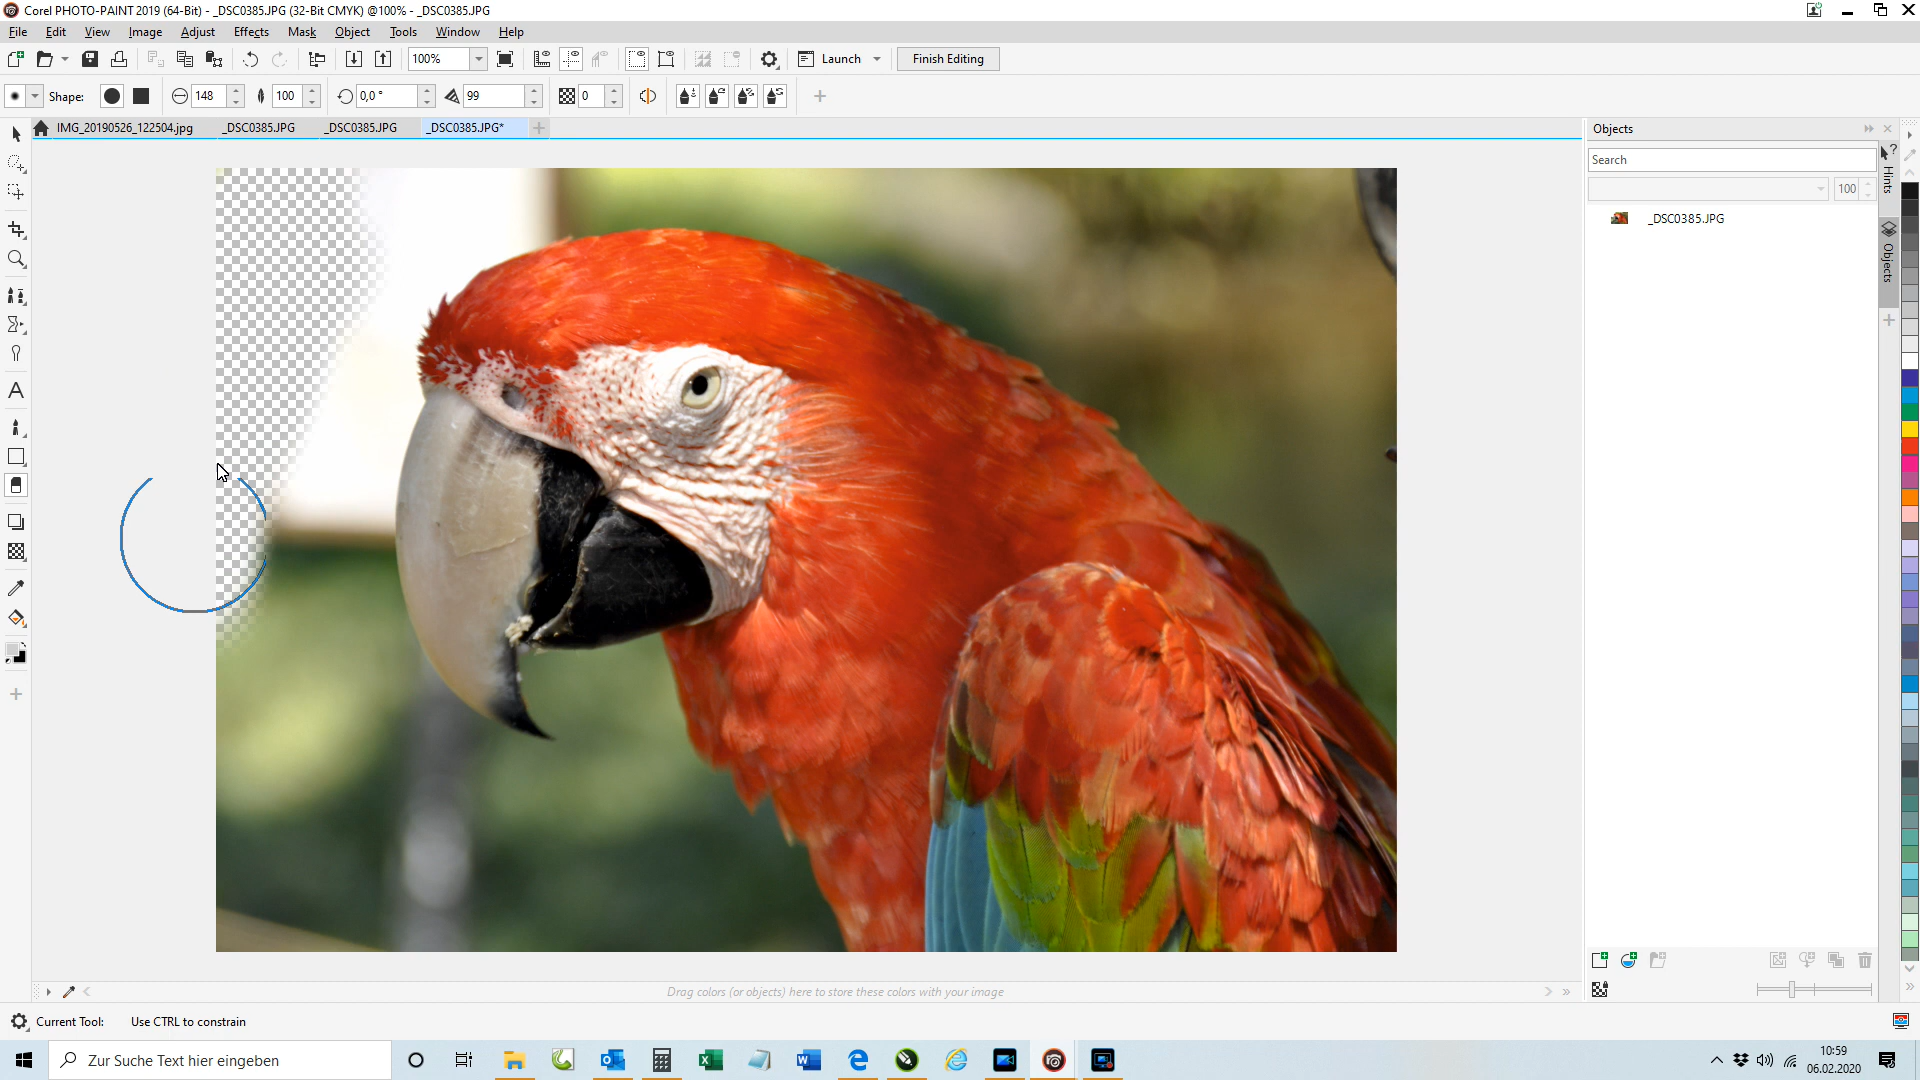 Corel PHOTO-PAINT 2019 (64-Bit) - _DSC0385.JPG (32-Bit CMYK) @100% - _DSC0385.JPG
File Edit View Image Adjust Effects Mask Object Tools Window Help
100% Launch Finish Editing
Shape: 148 100 0,0 ° 99 0
IMG_20190526_122504.jpg _DSC0385.JPG _DSC0385.JPG _DSC0385.JPG*
Objects
Search
100
_DSC0385.JPG
Hints
Objects
Drag colors (or objects) here to store these colors with your image
Current Tool: Use CTRL to constrain
Zur Suche Text hier eingeben
10:59
06.02.2020